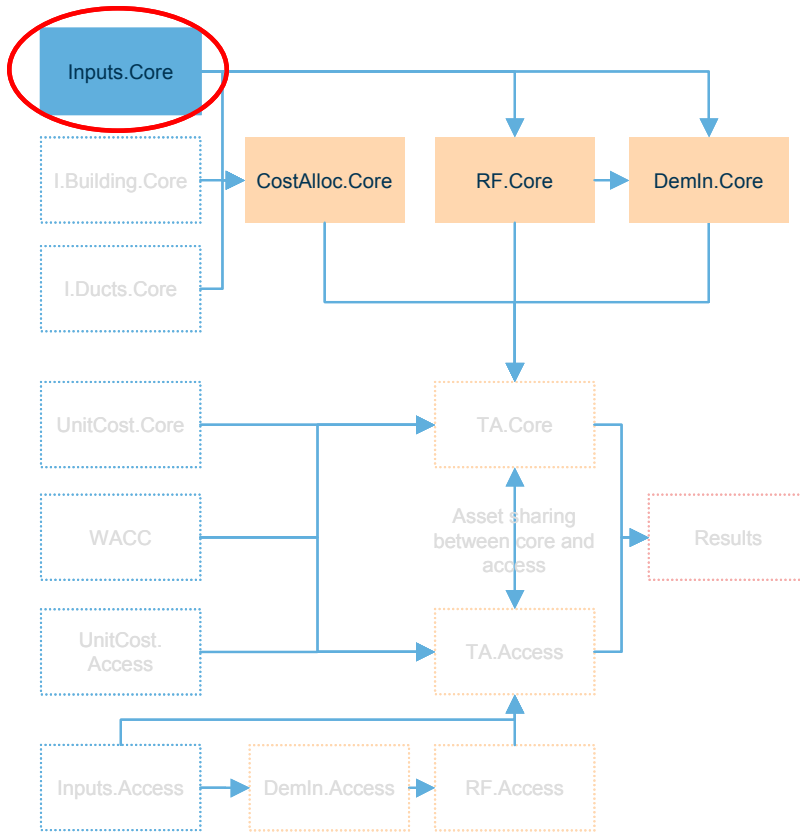 Inputs.Core
I.Building.Core
CostAlloc.Core
RF.Core
DemIn.Core
I.Ducts.Core
UnitCost.Core
TA.Core
WACC
Asset sharing
between core and
access
Results
UnitCost.
Access
TA.Access
Inputs.Access
DemIn.Access
RF.Access